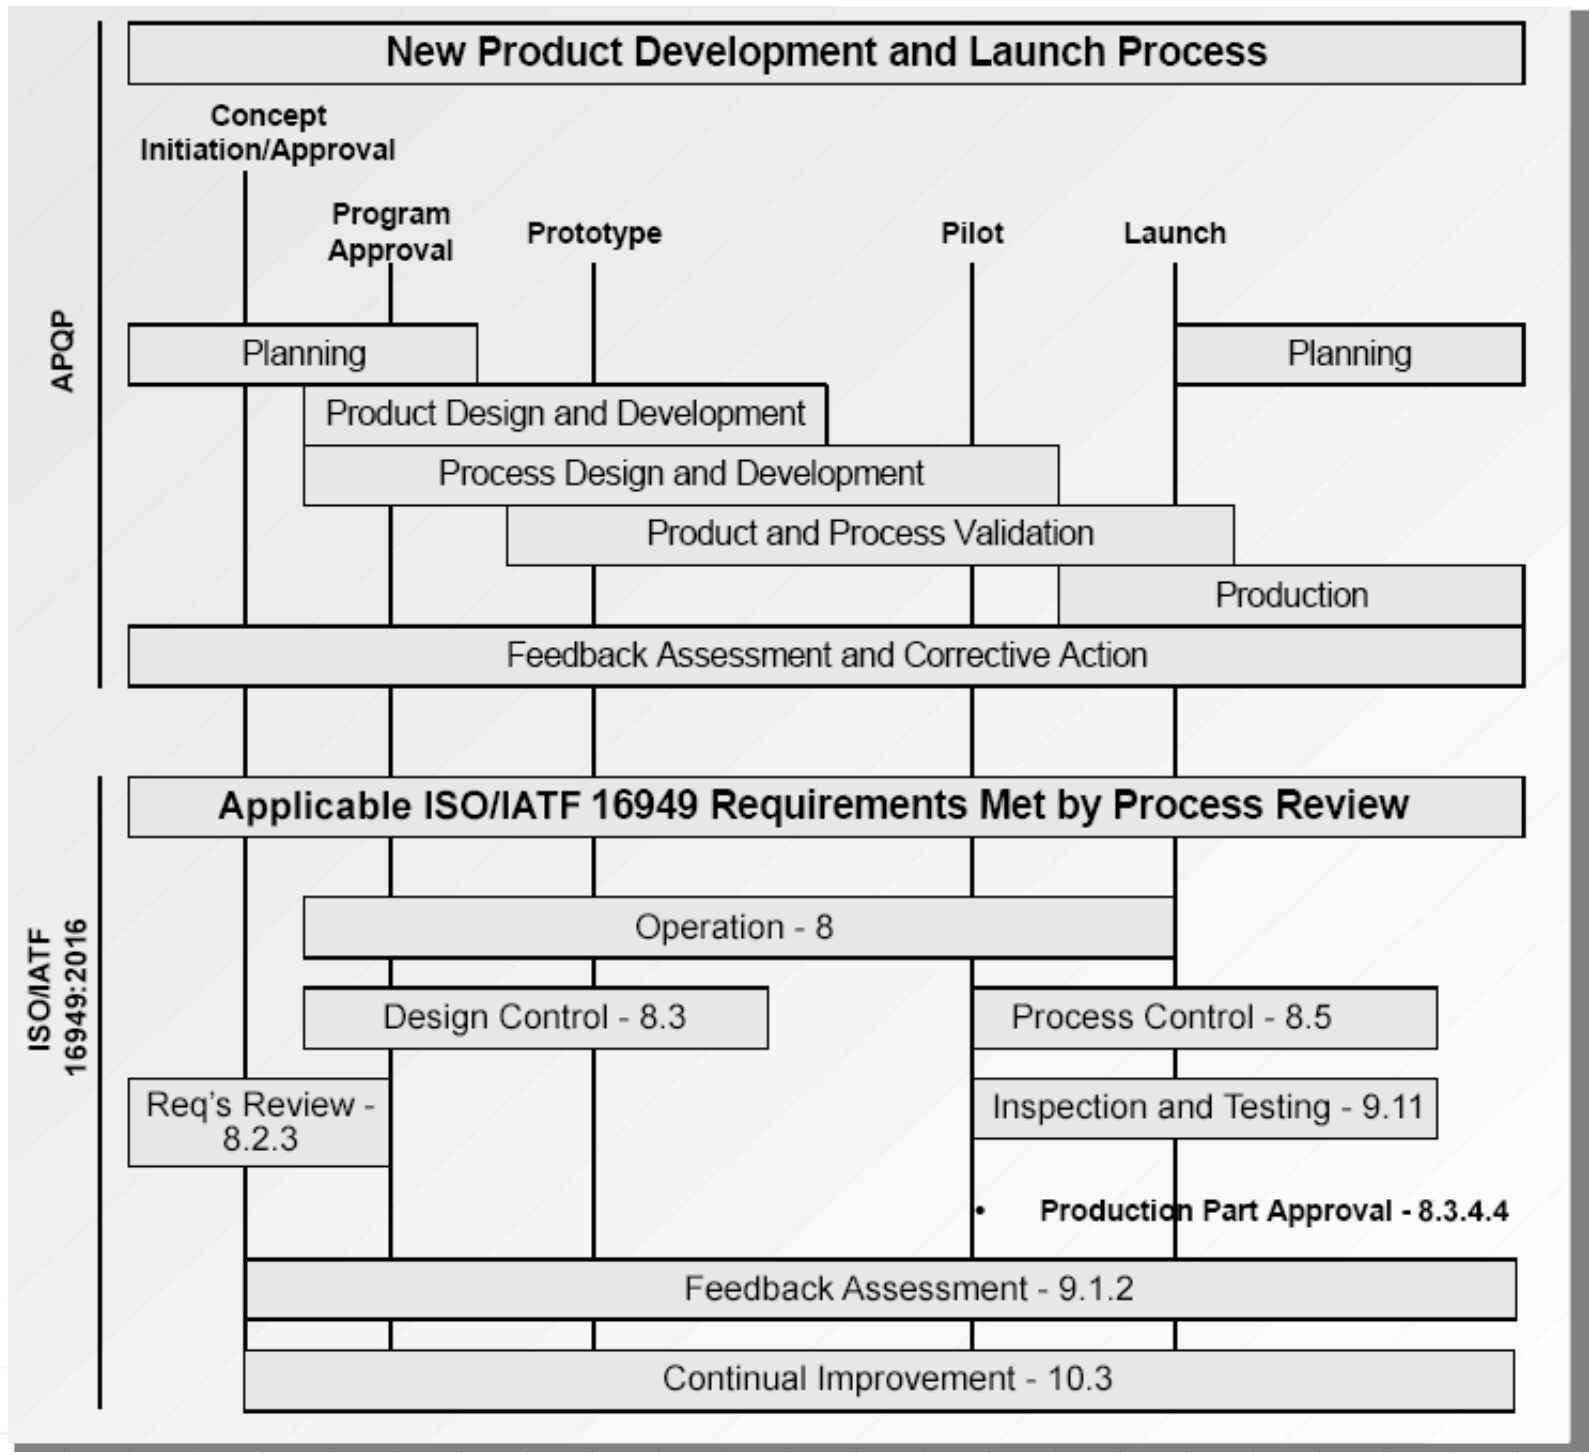 New Product Development and Launch Process
Concept
Initiation/Approval
Program
Approval
Prototype
Pilot
Launch
APQP
Planning
Planning
Product Design and Development
Process Design and Development
Product and Process Validation
Production
Feedback Assessment and Corrective Action
Applicable ISO/IATF 16949 Requirements Met by Process Review
ISO/IATF
16949:2016
Operation - 8
Design Control - 8.3
Process Control - 8.5
Req's Review -
8.2.3
Inspection and Testing - 9.11
• Production Part Approval - 8.3.4.4
Feedback Assessment - 9.1.2
Continual Improvement - 10.3